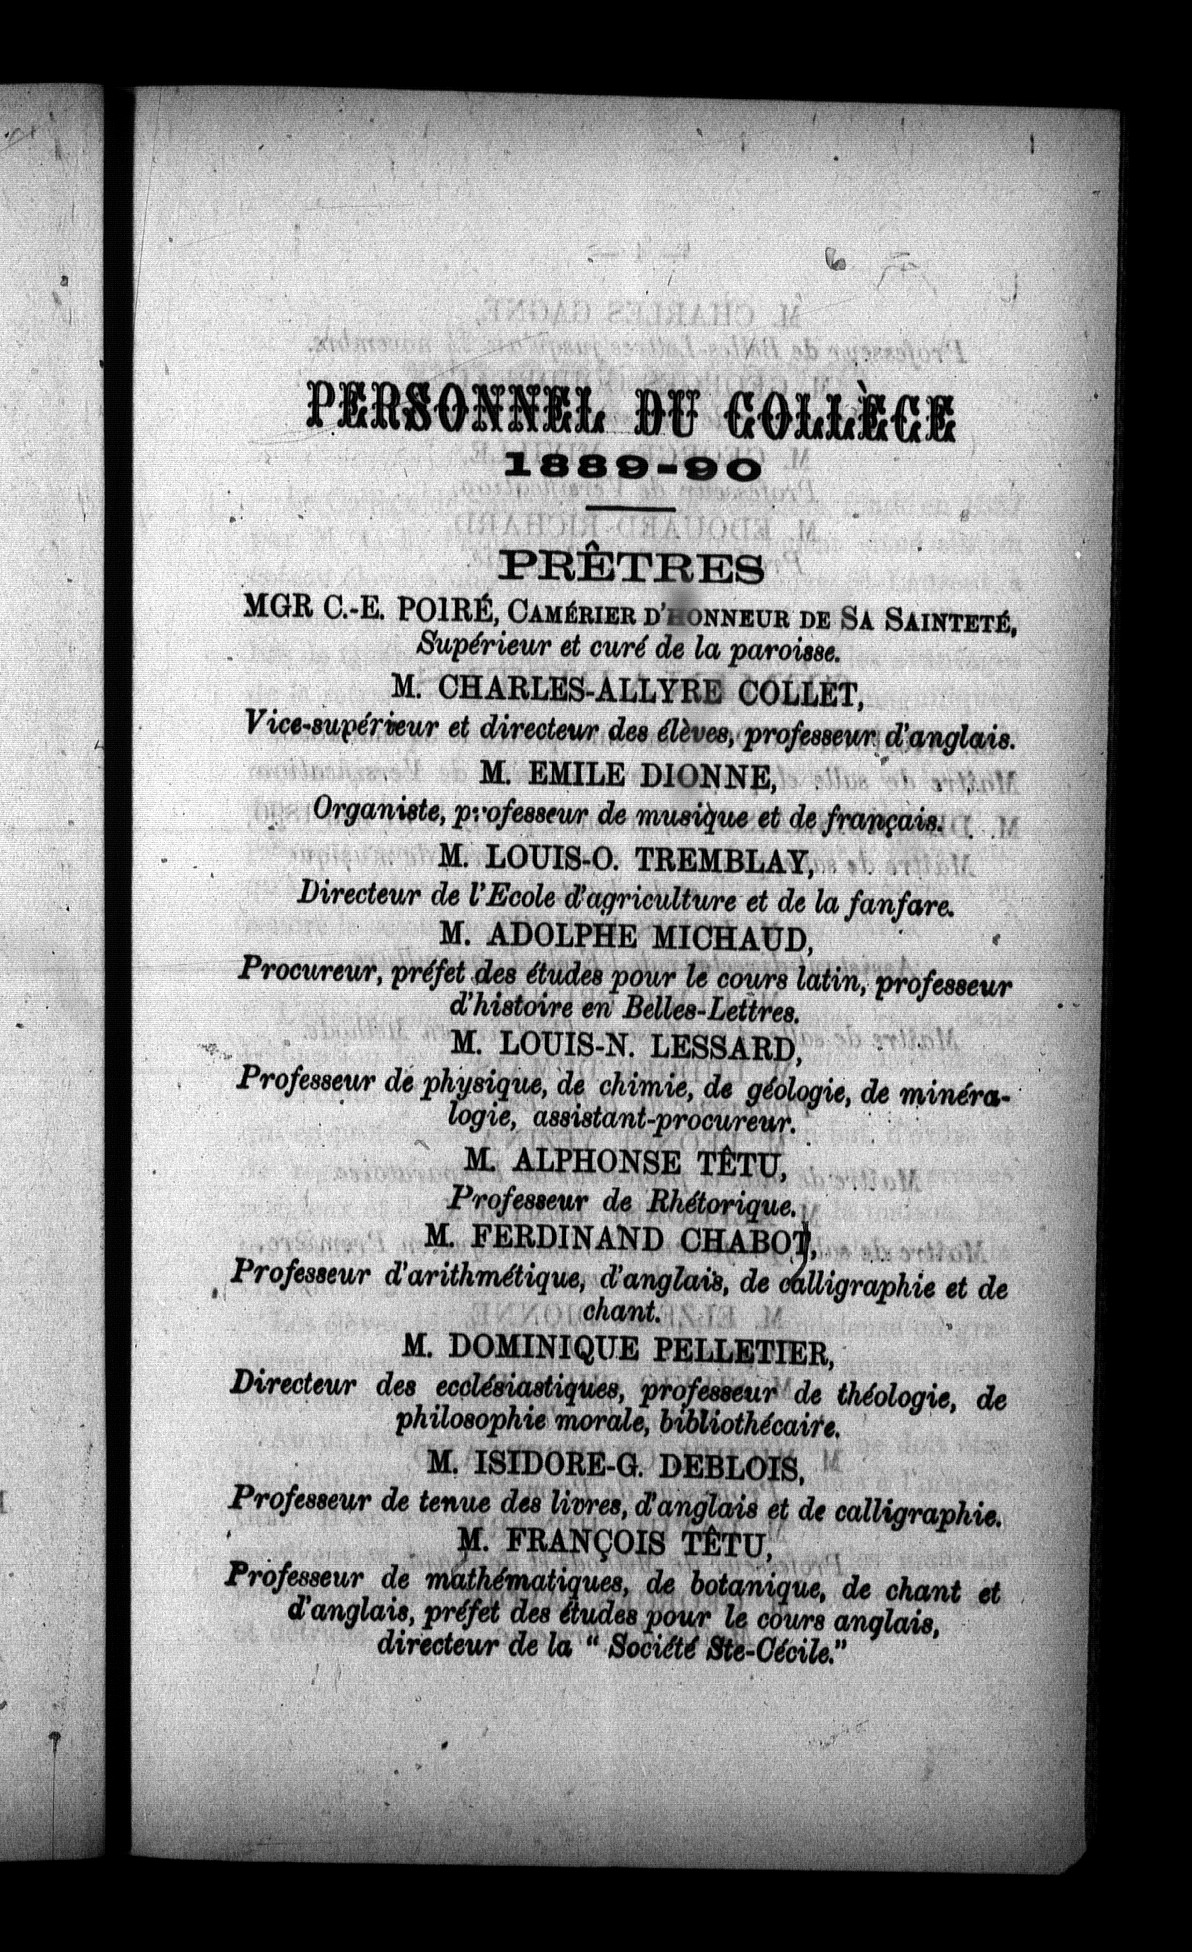 PERSONNEL DU COLLÈGE
1889-90
PRÊTRES
MGR C.-E. POIRÉ, CAMÉRIER D'HONNEUR DE SA SAINTETÉ,
Supérieur et curé de la paroisse.
M. CHARLES-ALLYRE COLLET,
Vice-supérieur et directeur des élèves, professeur d'anglais.
M. EMILE DIONNE,
Organiste, professeur de musique et de français.
M. LOUIS-O. TREMBLAY,
Directeur de l'Ecole d'agriculture et de la fanfare.
M. ADOLPHE MICHAUD,
Procureur, préfet des études pour le cours latin, professeur
d'histoire en Belles-Lettres.
M. LOUIS-N. LESSARD,
Professeur de physique, de chimie, de géologie, de minéra-
logie, assistant-procureur.
M. ALPHONSE TÊTU,
Professeur de Rhétorique.
M. FERDINAND CHABOT,
Professeur d'arithmétique, d'anglais, de calligraphie et de
chant.
M. DOMINIQUE PELLETIER,
Directeur des ecclésiastiques, professeur de théologie, de
philosophie morale, bibliothécaire.
M. ISIDORE-G. DEBLOIS,
Professeur de tenue des livres, d'anglais et de calligraphie.
M. FRANÇOIS TÊTU,
Professeur de mathématiques, de botanique, de chant et
d'anglais, préfet des études pour le cours anglais,
directeur de la “ Société Ste-Cécile.”